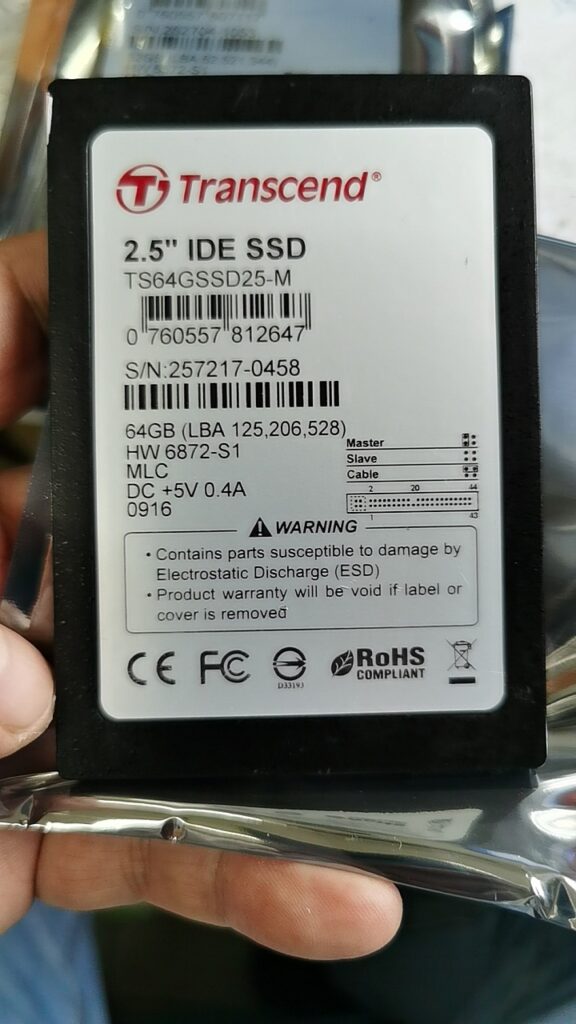 Transcend®
2.5" IDE SSD
TS64GSSD25-M
0 760557 812647
S/N:257217-0458
64GB (LBA 125,206,528)
HW 6872-S1
MLC
DC +5V 0.4A
0916
Master
Slave
Cable
2 20 44
1 43
WARNING
• Contains parts susceptible to damage by
Electrostatic Discharge (ESD)
• Product warranty will be void if label or
cover is removed
CE FC
D33193
RoHS
COMPLIANT